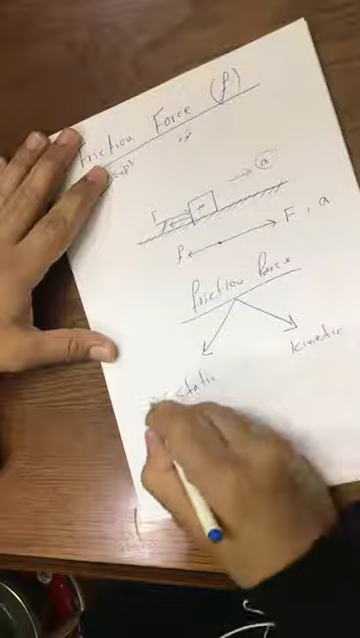 Friction Force (f)
m a
F, a
f
friction force
static kinetic